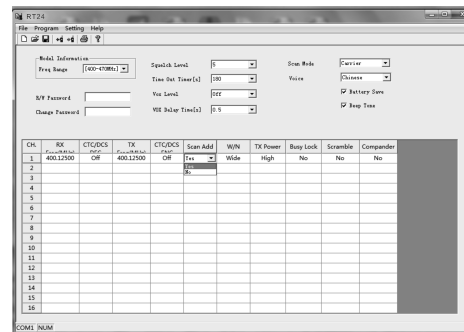 RT24
File Program Setting Help
Model Information
Freq Range [400-470MHz]
R/W Password
Change Password
Squelch Level 5
Time Out Timer[s] 180
Vox Level Off
VOX Delay Time[s] 0.5
Scan Mode Carrier
Voice Chinese
Battery Save
Beep Tone
CH. RX CTC/DCS TX CTC/DCS Scan Add W/N TX Power Busy Lock Scramble Compander
1 400.12500 Off 400.12500 Off Yes Wide High No No No
Yes
No
2
3
4
5
6
7
8
9
10
11
12
13
14
15
16
COM1 NUM